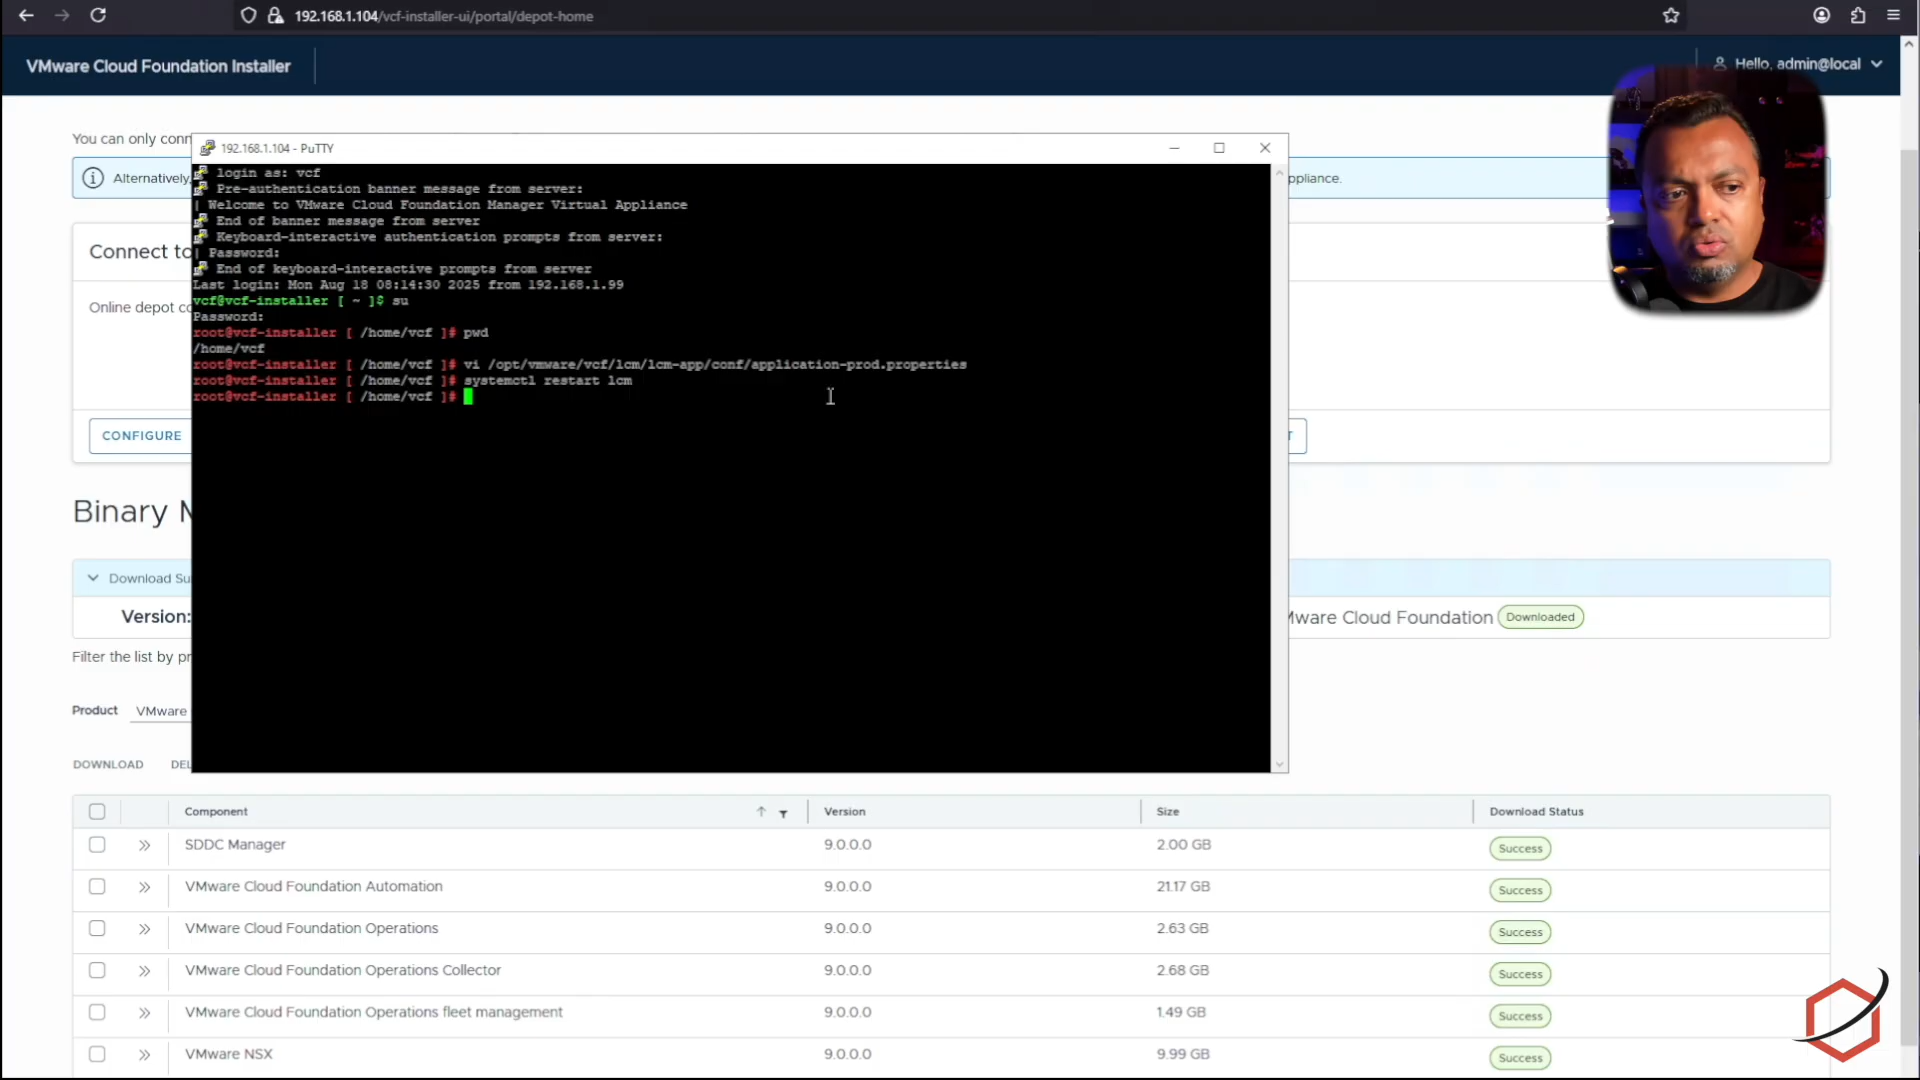 192.168.1.104/vcf-installer-ui/portal/depot-home
VMware Cloud Foundation Installer
Hello, admin@local
You can only conn
Alternatively,
ppliance.
Connect to
Online depot co
CONFIGURE
T
192.168.1.104 - PuTTY
login as: vcf
Pre-authentication banner message from server:
| Welcome to VMware Cloud Foundation Manager Virtual Appliance
End of banner message from server
Keyboard-interactive authentication prompts from server:
| Password:
End of keyboard-interactive prompts from server
Last login: Mon Aug 18 08:14:30 2025 from 192.168.1.99
vcf@vcf-installer [ ~ ]$ su
Password:
root@vcf-installer [ /home/vcf ]# pwd
/home/vcf
root@vcf-installer [ /home/vcf ]# vi /opt/vmware/vcf/lcm/lcm-app/conf/application-prod.properties
root@vcf-installer [ /home/vcf ]# systemctl restart lcm
root@vcf-installer [ /home/vcf ]#
Binary M
Download Su
Version:
Mware Cloud Foundation Downloaded
Filter the list by pr
Product VMware
DOWNLOAD DEL
Component Version Size Download Status
SDDC Manager 9.0.0.0 2.00 GB Success
VMware Cloud Foundation Automation 9.0.0.0 21.17 GB Success
VMware Cloud Foundation Operations 9.0.0.0 2.63 GB Success
VMware Cloud Foundation Operations Collector 9.0.0.0 2.68 GB Success
VMware Cloud Foundation Operations fleet management 9.0.0.0 1.49 GB Success
VMware NSX 9.0.0.0 9.99 GB Success